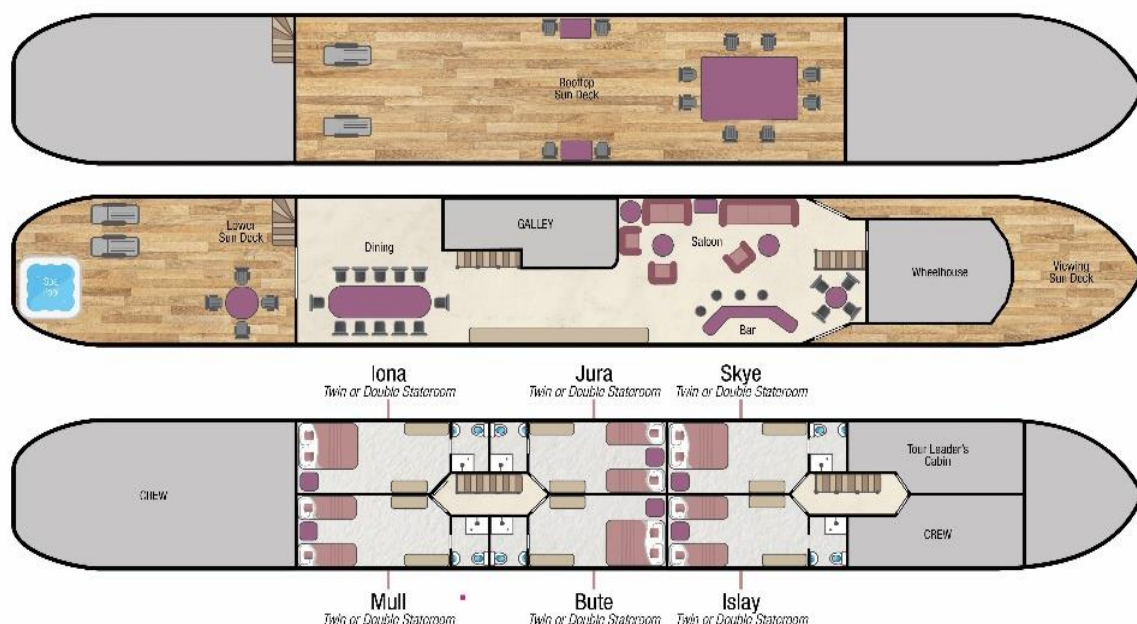 Rooftop
Sun Deck
Lower
Sun Deck
Dining
GALLEY
Saloon
Bar
Wheelhouse
Viewing
Sun Deck
Spa
Iona
Twin or Double Stateroom
Jura
Twin or Double Stateroom
Skye
Twin or Double Stateroom
CREW
Tour Leader's
Cabin
CREW
Mull
Twin or Double Stateroom
Bute
Twin or Double Stateroom
Islay
Twin or Double Stateroom